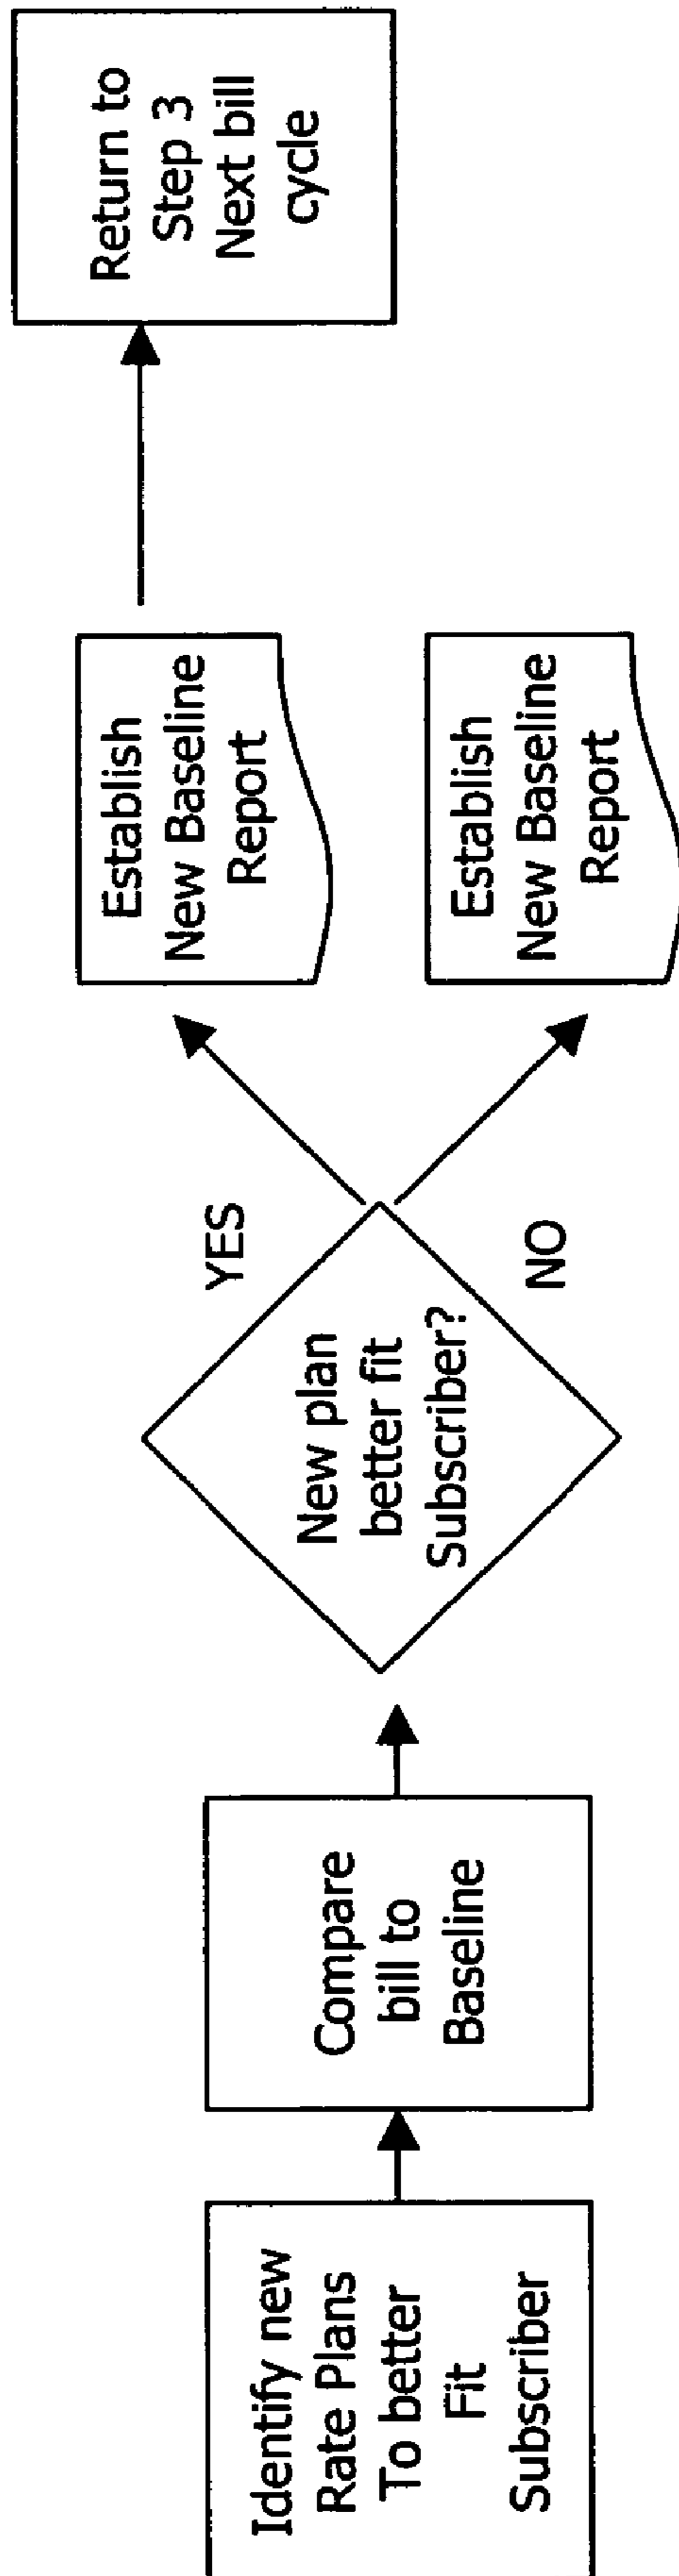 Identify new
Rate Plans
To better
Fit
Subscriber
Compare
bill to
Baseline
New plan
better fit
Subscriber?
YES
NO
Establish
New Baseline
Report
Establish
New Baseline
Report
Return to
Step 3
Next bill
cycle